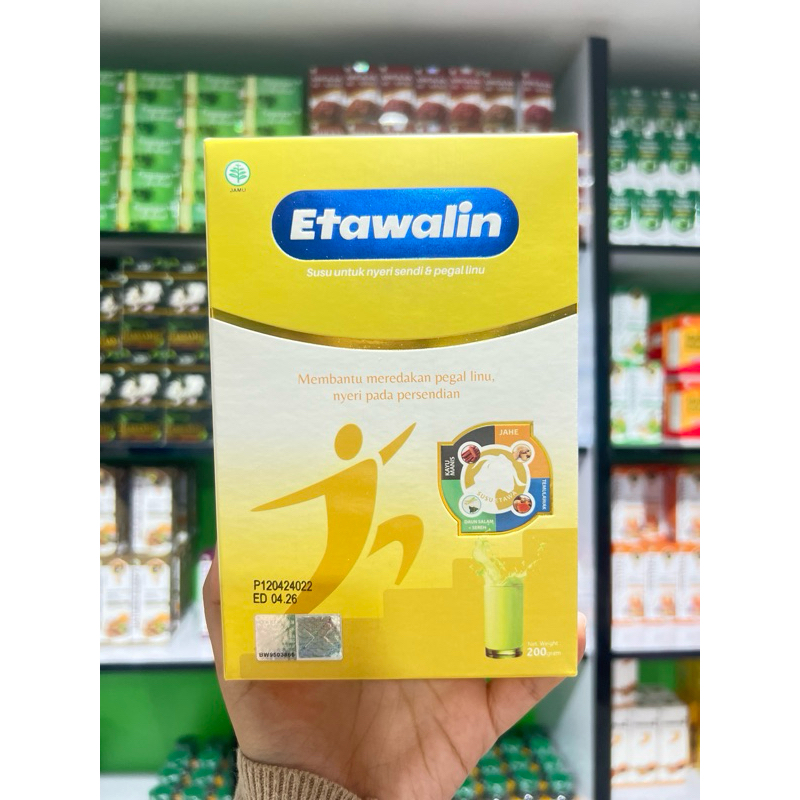 JAMU
Etawalin
Susu untuk nyeri sendi & pegal linu
Membantu meredakan pegal linu,
nyeri pada persendian
JAHE
KAYU
MANIS
TEMULAWAK
SUSU ETAWA
DAUN SALAM
+ SEREH
P120424022
ED 04.26
Net. Weight
200 gram